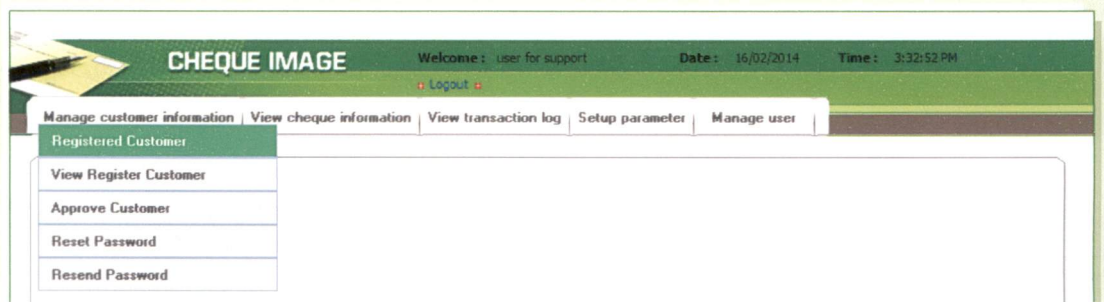 CHEQUE IMAGE Welcome : user for support Date : 16/02/2014 Time : 3:32:52 PM
Logout
Manage customer information View cheque information View transaction log Setup parameter Manage user
Registered Customer
View Register Customer
Approve Customer
Reset Password
Resend Password